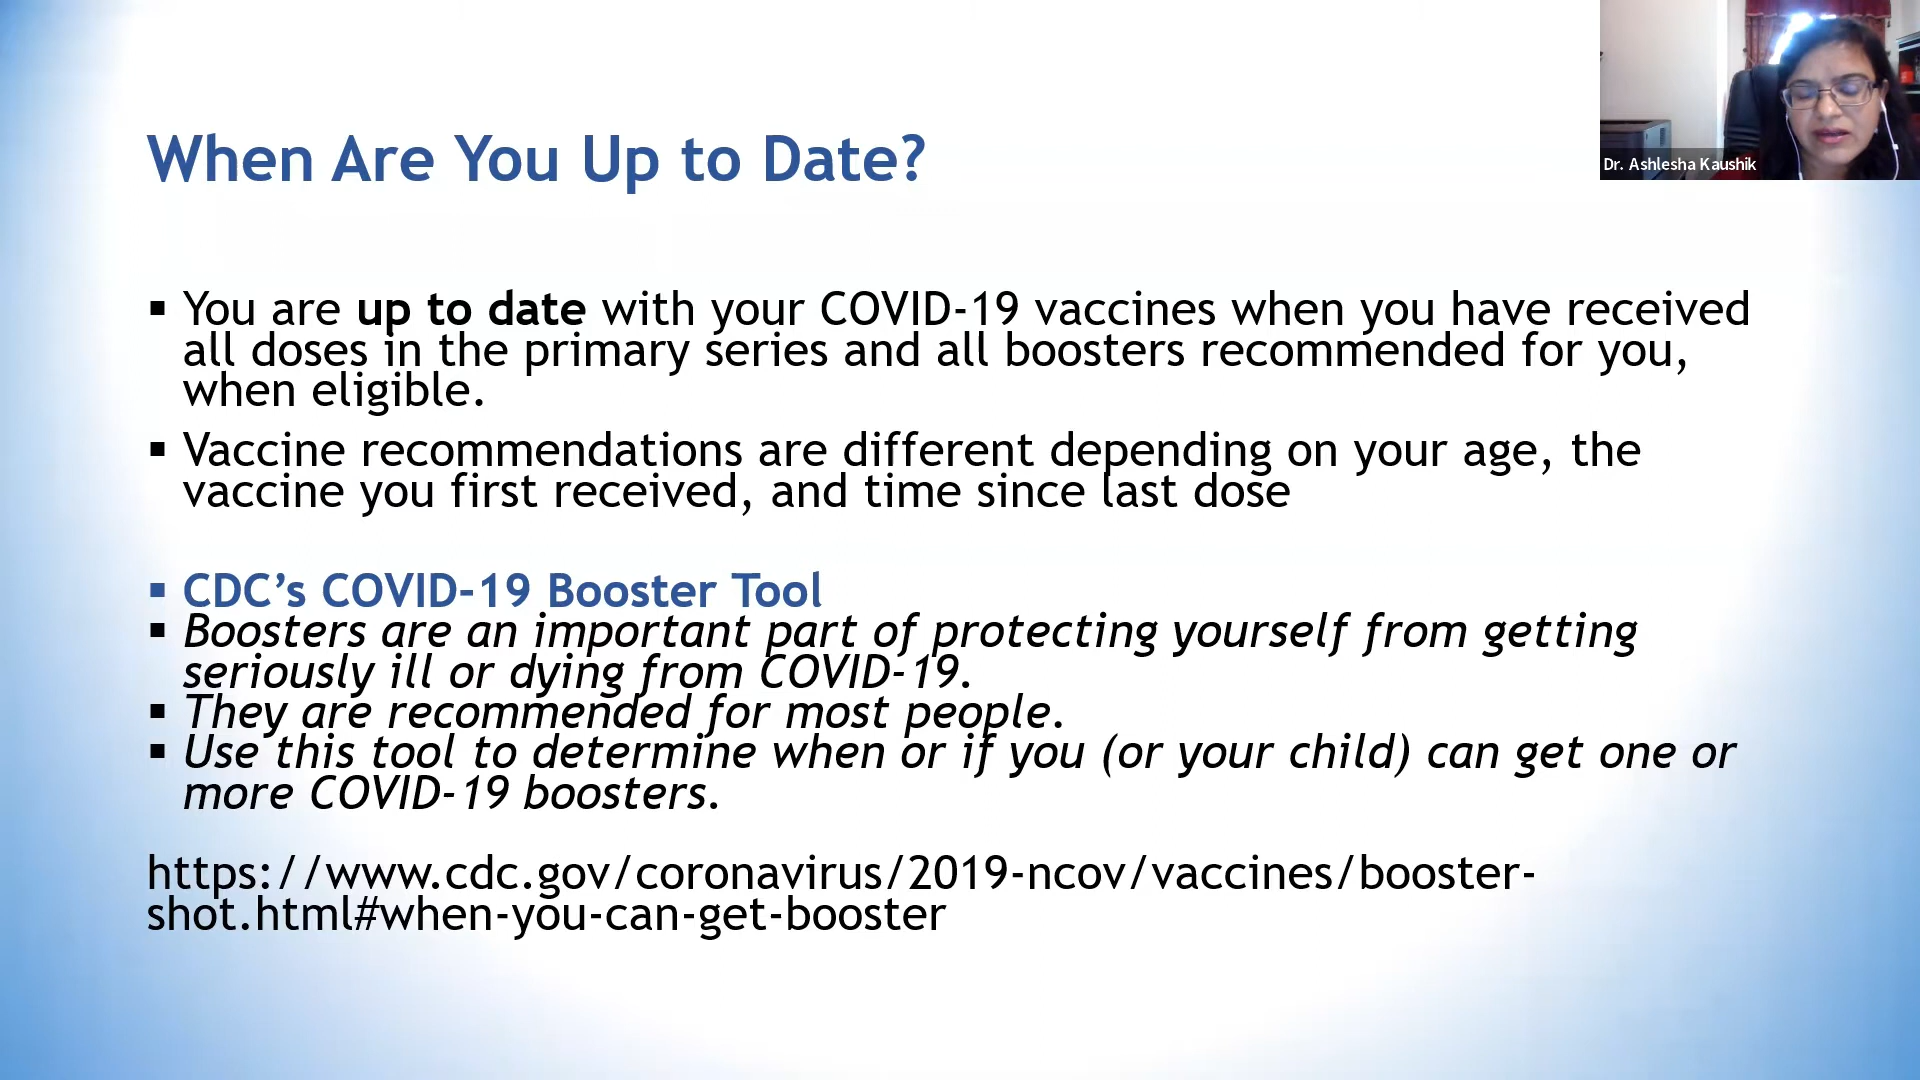 When Are You Up to Date?
Dr. Ashlesha Kaushik
▪ You are up to date with your COVID-19 vaccines when you have received
all doses in the primary series and all boosters recommended for you,
when eligible.
▪ Vaccine recommendations are different depending on your age, the
vaccine you first received, and time since last dose
▪ CDC’s COVID-19 Booster Tool
▪ Boosters are an important part of protecting yourself from getting
seriously ill or dying from COVID-19.
▪ They are recommended for most people.
▪ Use this tool to determine when or if you (or your child) can get one or
more COVID-19 boosters.
https://www.cdc.gov/coronavirus/2019-ncov/vaccines/booster-
shot.html#when-you-can-get-booster